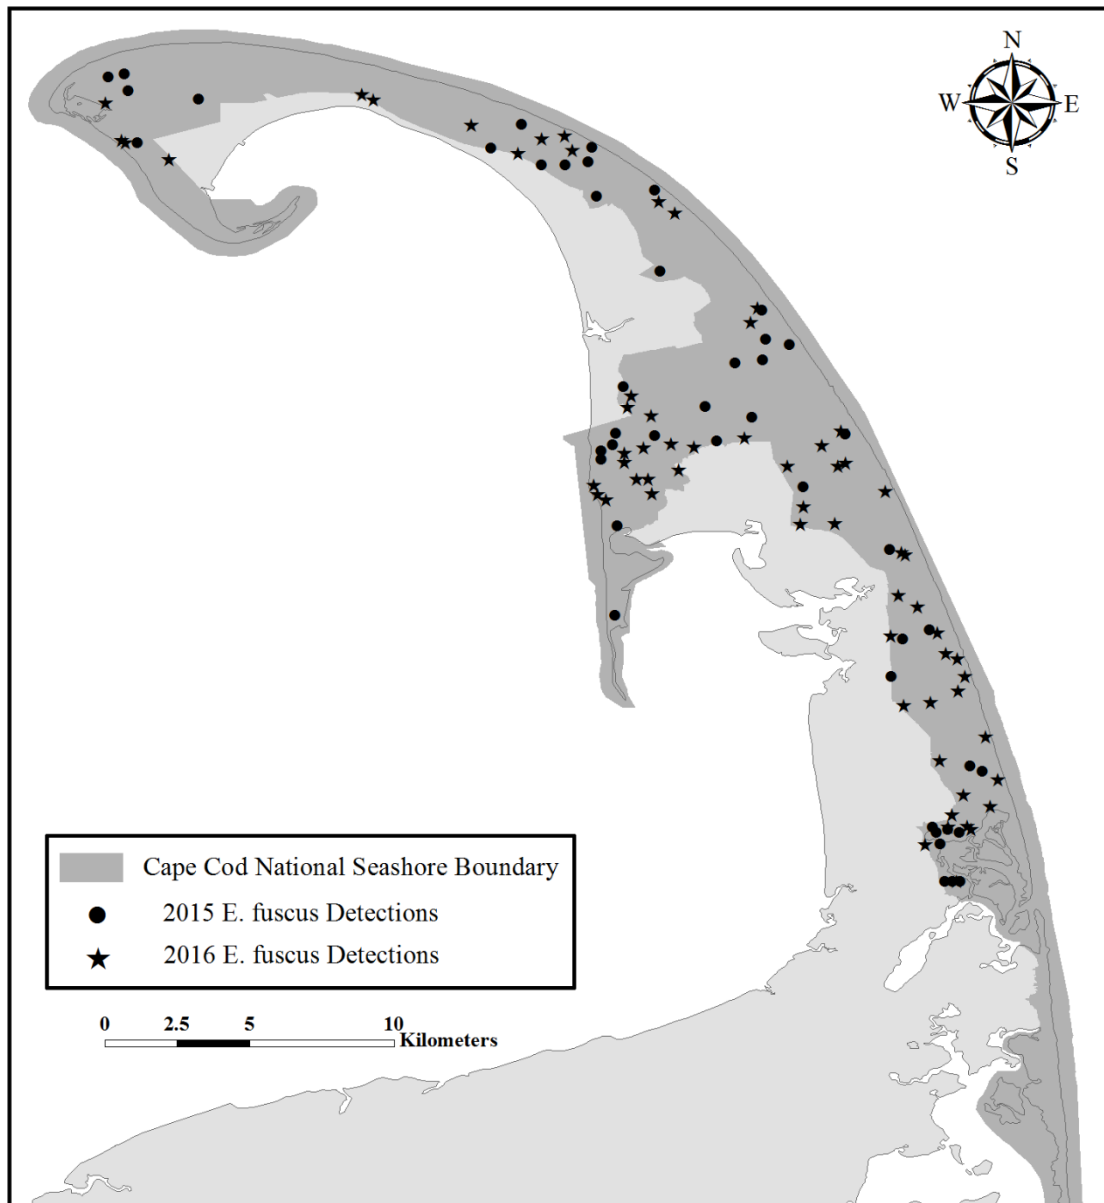 N
W E
S
Cape Cod National Seashore Boundary
2015 E. fuscus Detections
2016 E. fuscus Detections
0 2.5 5 10
Kilometers